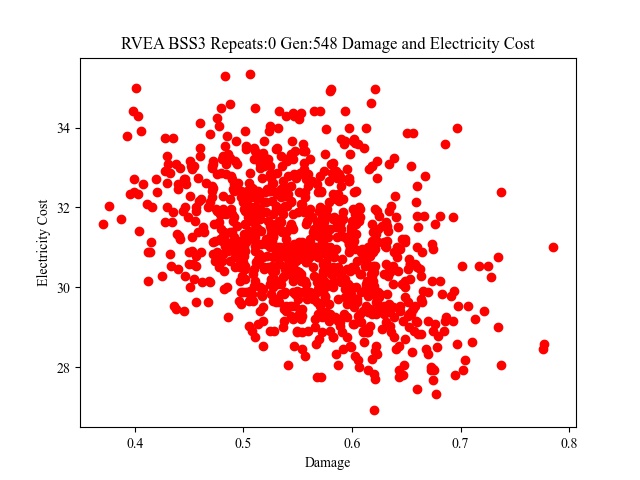 RVEA BSS3 Repeats:0 Gen:548 Damage and Electricity Cost
34
32
30
28
Electricity Cost
0.4 0.5 0.6 0.7 0.8
Damage